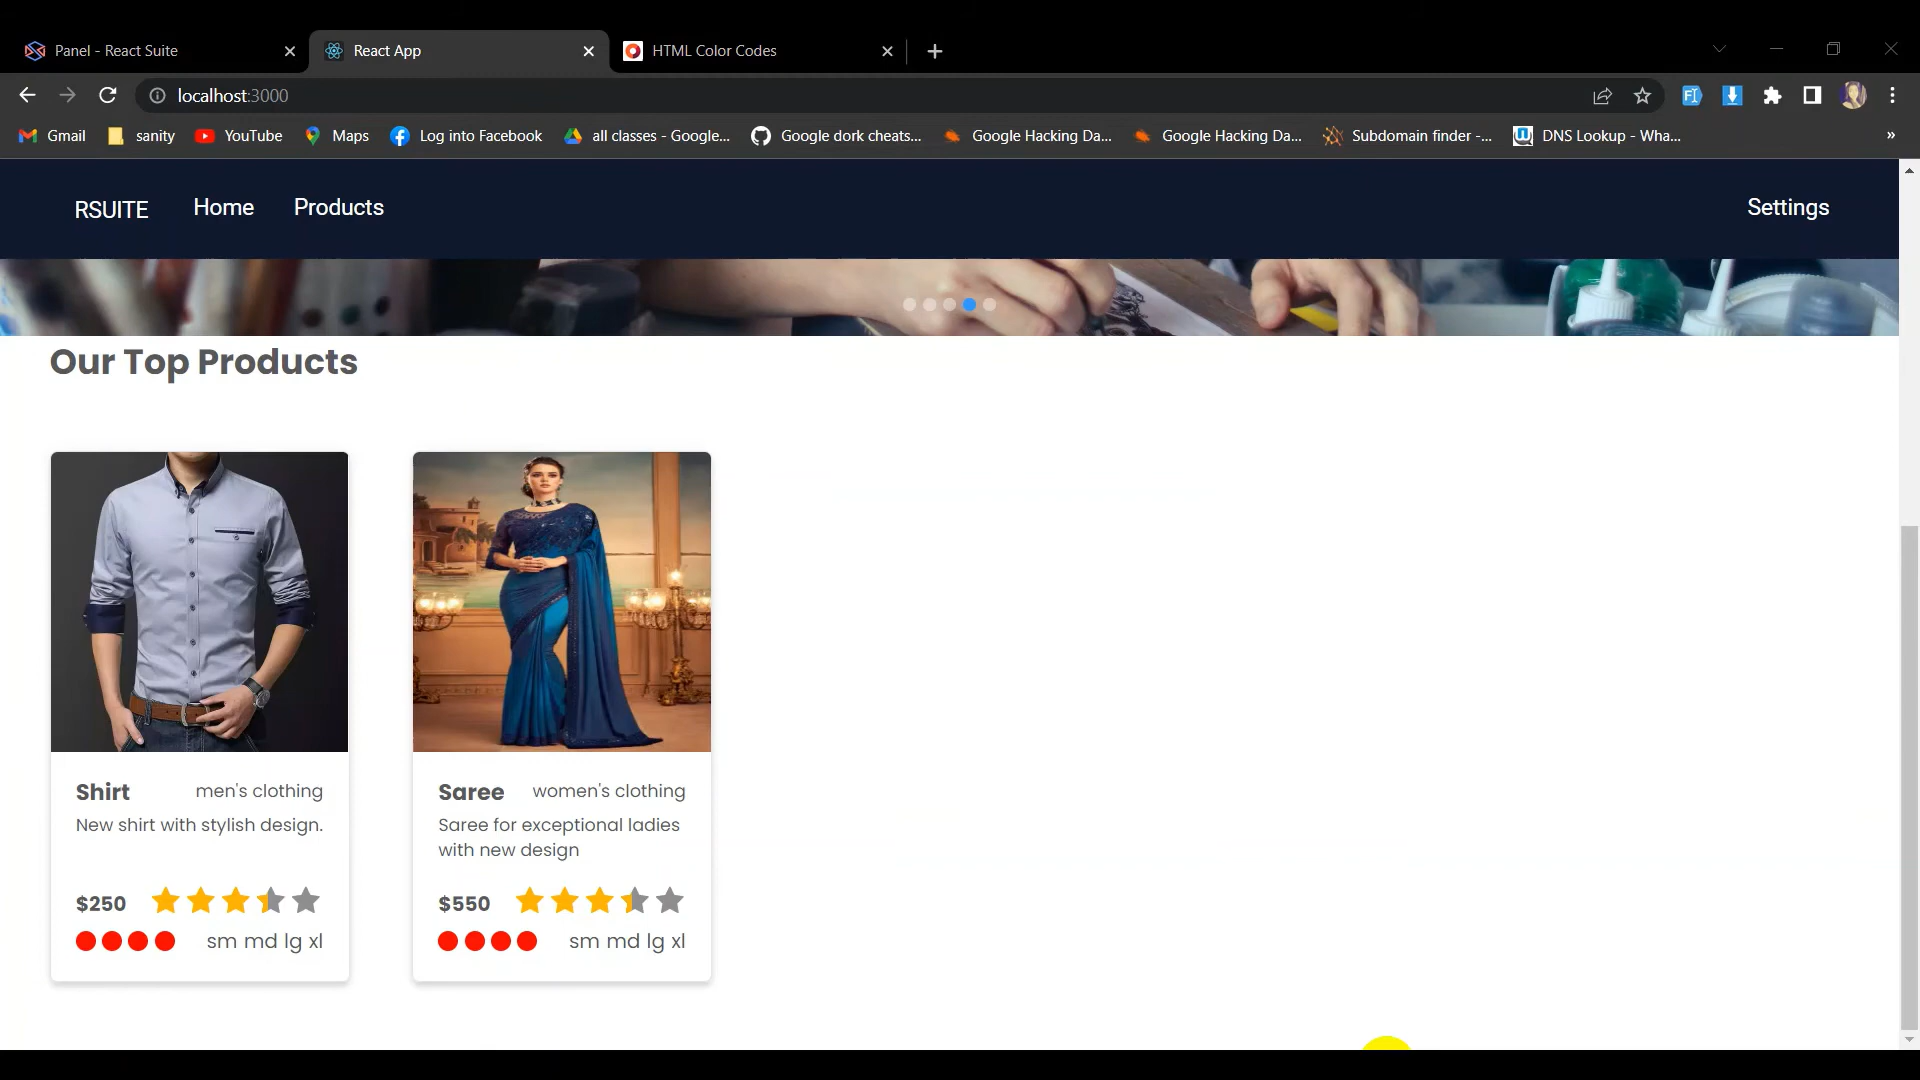 Panel - React Suite
React App
HTML Color Codes
localhost:3000
Gmail
sanity
YouTube
Maps
Log into Facebook
all classes - Google...
Google dork cheats...
Google Hacking Da...
Google Hacking Da...
Subdomain finder -...
DNS Lookup - Wha...
»
RSUITE
Home
Products
Settings
Our Top Products
Shirt
men's clothing
New shirt with stylish design.
$250
sm md lg xl
Saree
women's clothing
Saree for exceptional ladies
with new design
$550
sm md lg xl